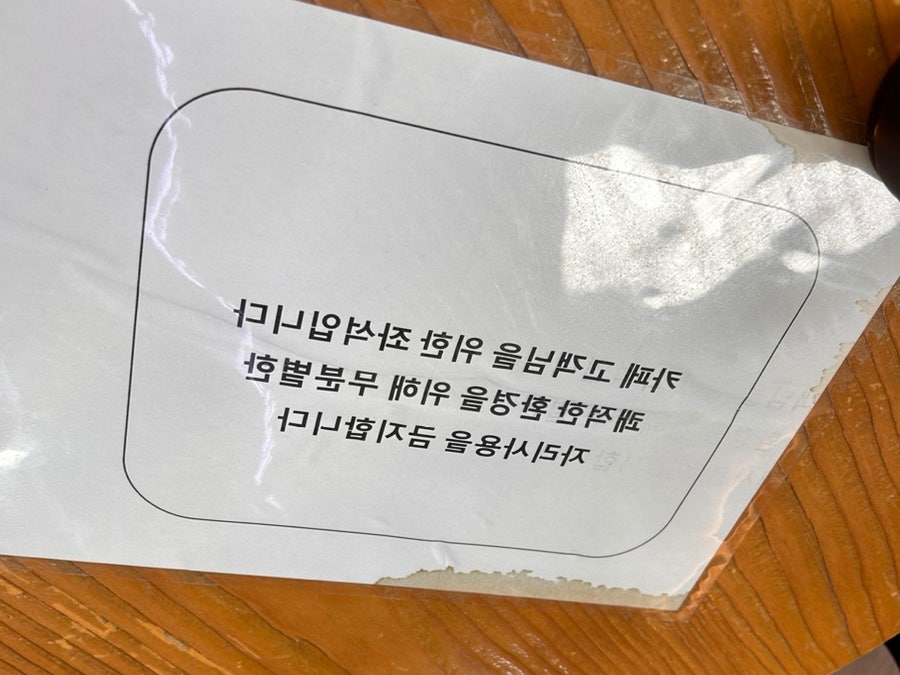 카페 고객님을 위한 좌석입니다
쾌적한 환경을 위해 무분별한
자리사용을 금지합니다